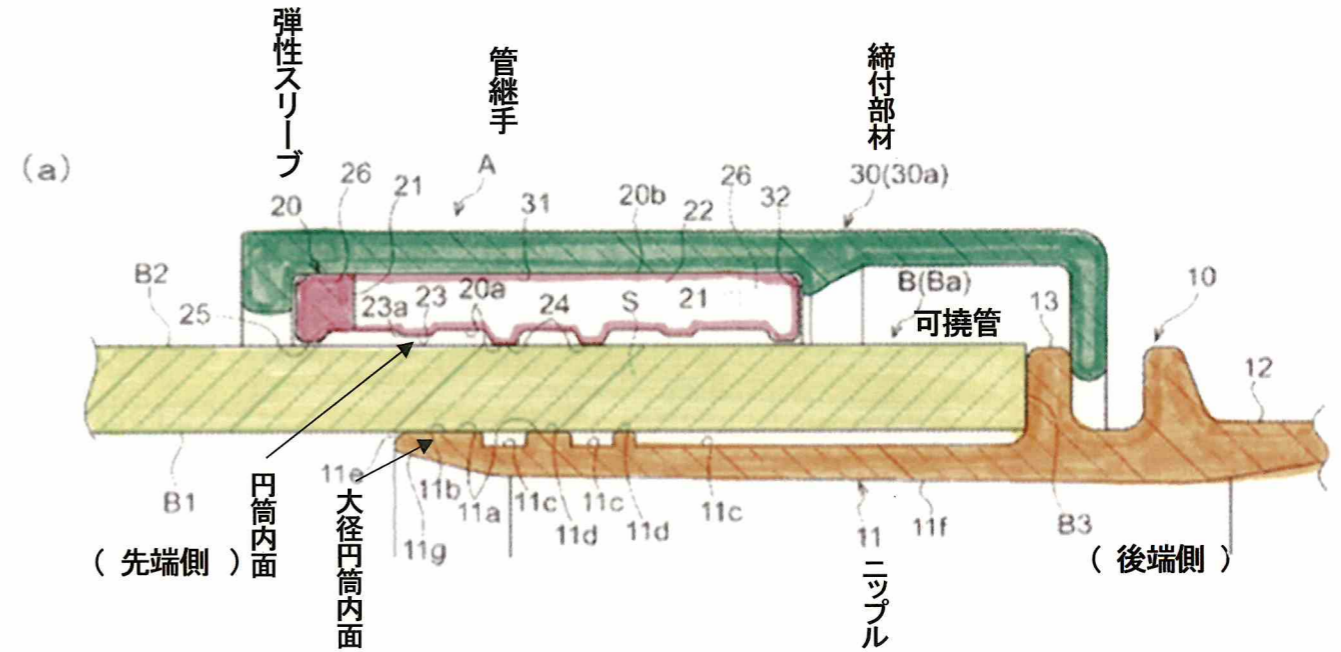 弾性スリーブ
管継手
締付部材
(a)
A
30(30a)
26
21
31
20b
26
22
32
20
B2
25
23a
23
20a
24
S
21
B(Ba)
可撓管
13
10
12
B1
11e
11g
11b
11a
11c
11d
11c
11d
11c
11
11f
B3
( 先端側 )
円筒内面
大径円筒内面
ニップル
( 後端側 )